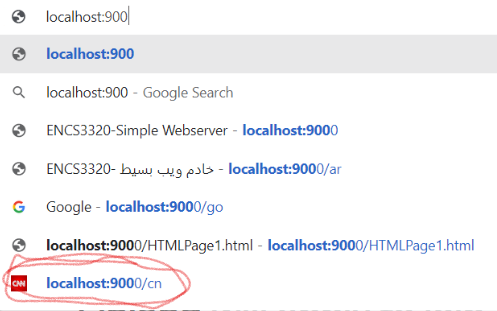 localhost:900
localhost:900
localhost:900 - Google Search
ENCS3320-Simple Webserver - localhost:9000
ENCS3320- خادم ويب بسيط - localhost:9000/ar
Google - localhost:9000/go
localhost:9000/HTMLPage1.html - localhost:9000/HTMLPage1.html
CNN localhost:9000/cn